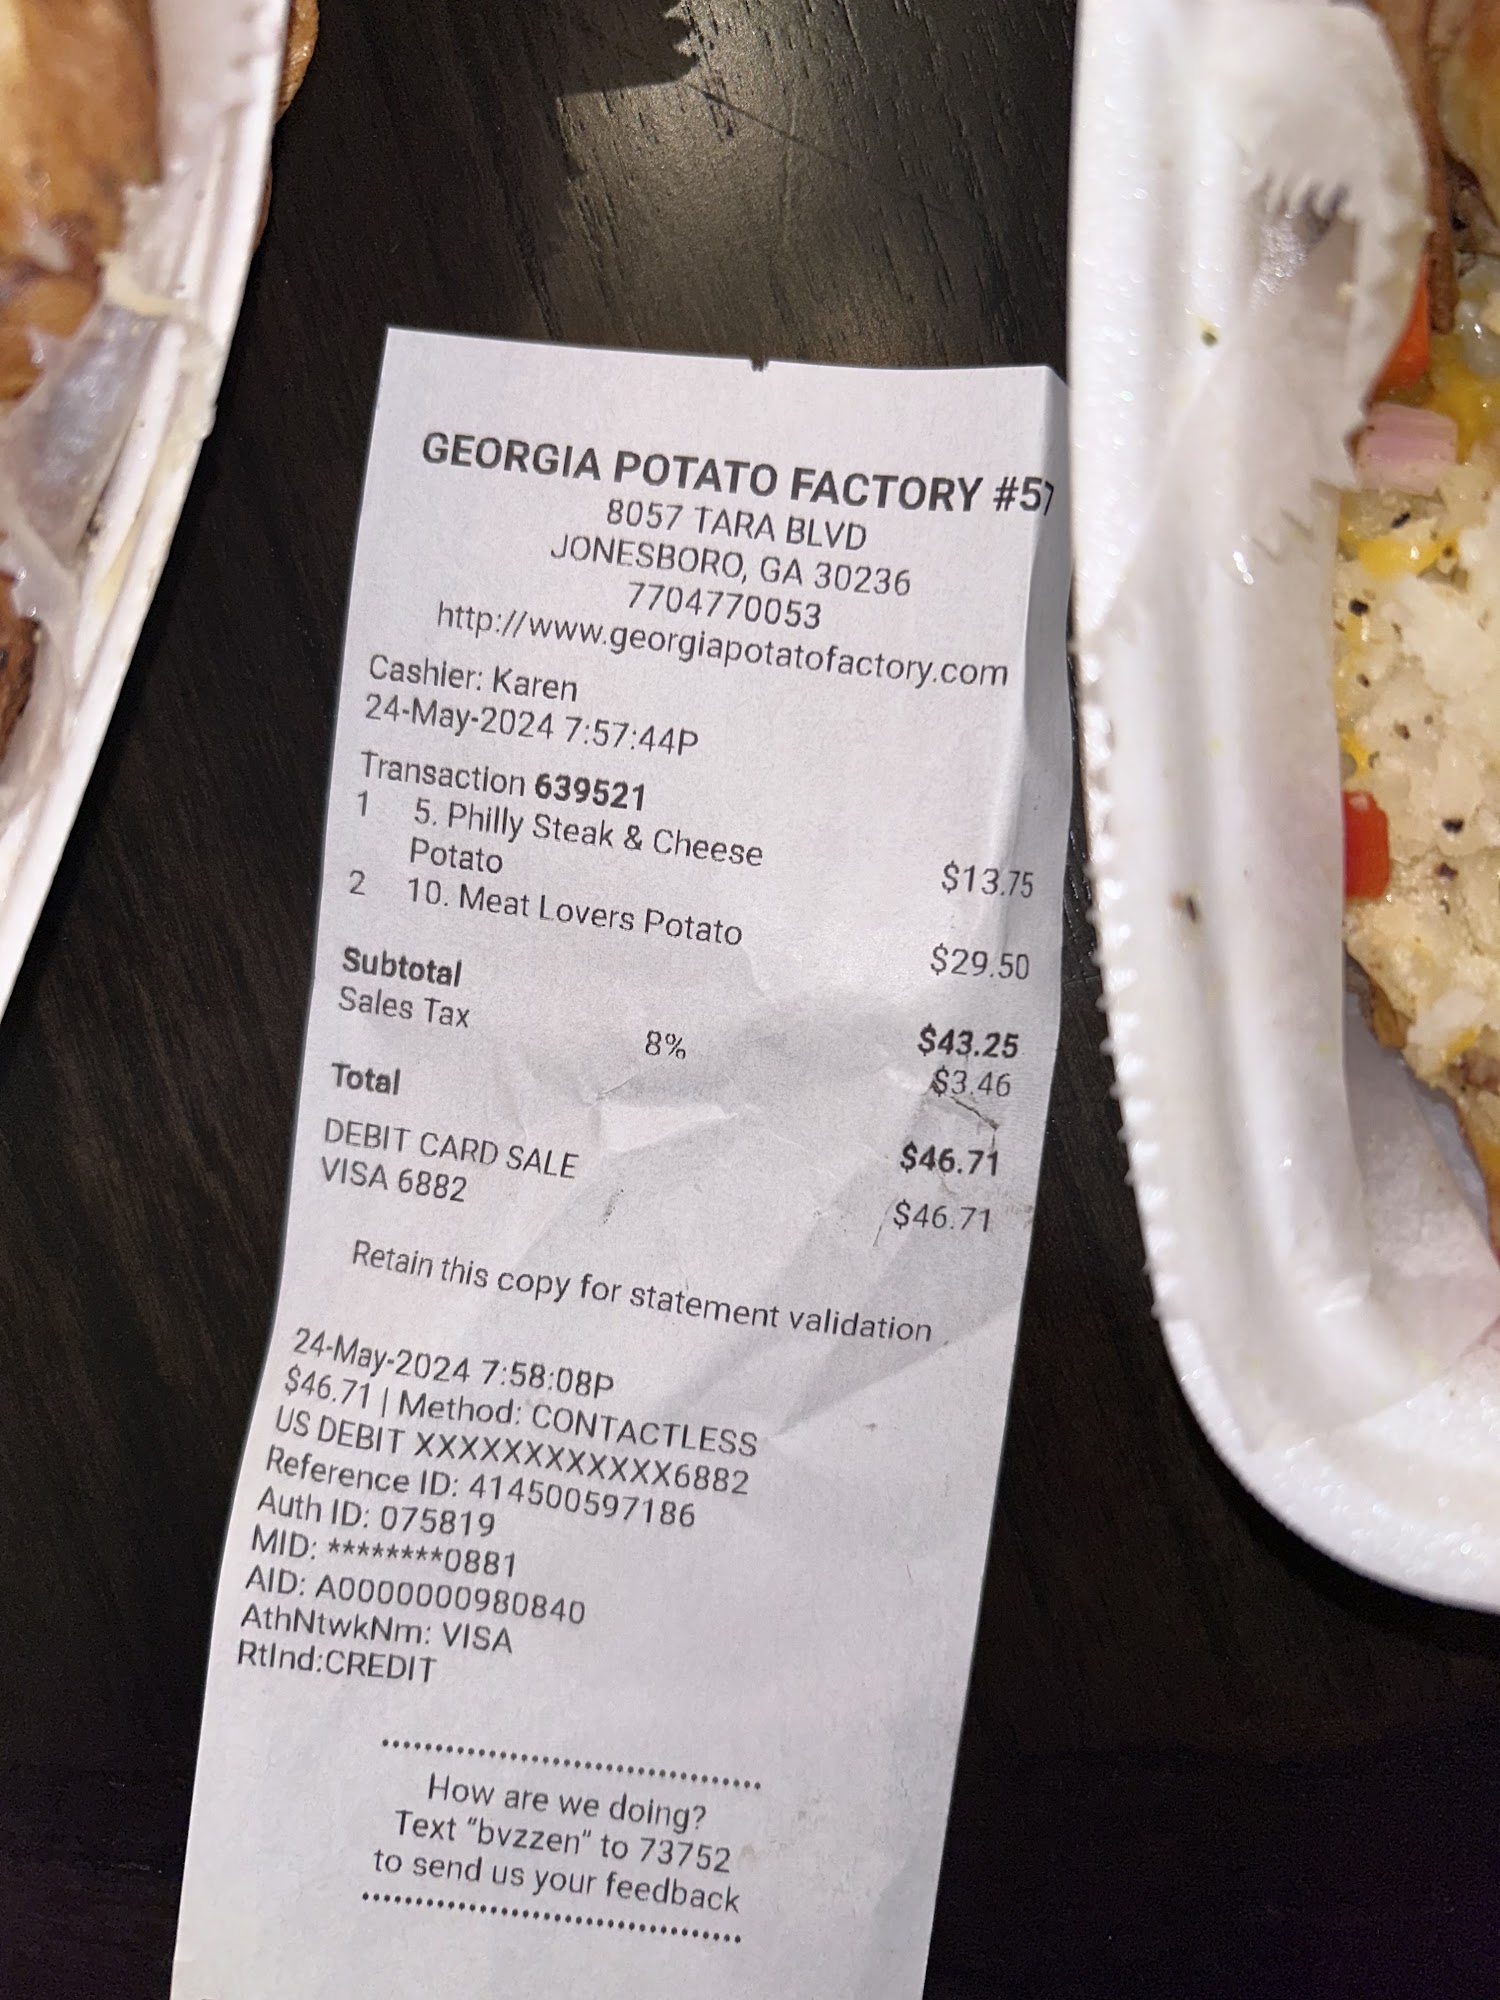 GEORGIA POTATO FACTORY #57
8057 TARA BLVD
JONESBORO, GA 30236
7704770053
http://www.georgiapotatofactory.com
Cashier: Karen
24-May-2024 7:57:44P
Transaction 639521
1 5. Philly Steak & Cheese
Potato $13.75
2 10. Meat Lovers Potato
$29.50
Subtotal $43.25
Sales Tax 8% $3.46
Total $46.71
DEBIT CARD SALE $46.71
VISA 6882
Retain this copy for statement validation
24-May-2024 7:58:08P
$46.71 | Method: CONTACTLESS
US DEBIT XXXXXXXXXXXX6882
Reference ID: 414500597186
Auth ID: 075819
MID: ********0881
AID: A0000000980840
AthNtwkNm: VISA
RtInd:CREDIT
How are we doing?
Text "bvzzen" to 73752
to send us your feedback